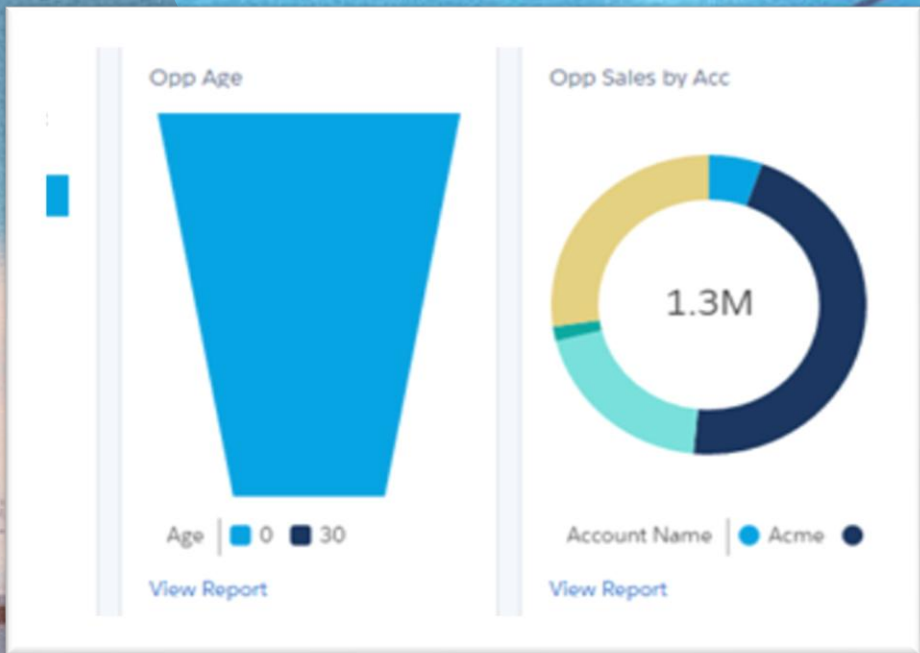 Opp Age
Age 0 30
View Report
Opp Sales by Acc
1.3M
Account Name Acme
View Report